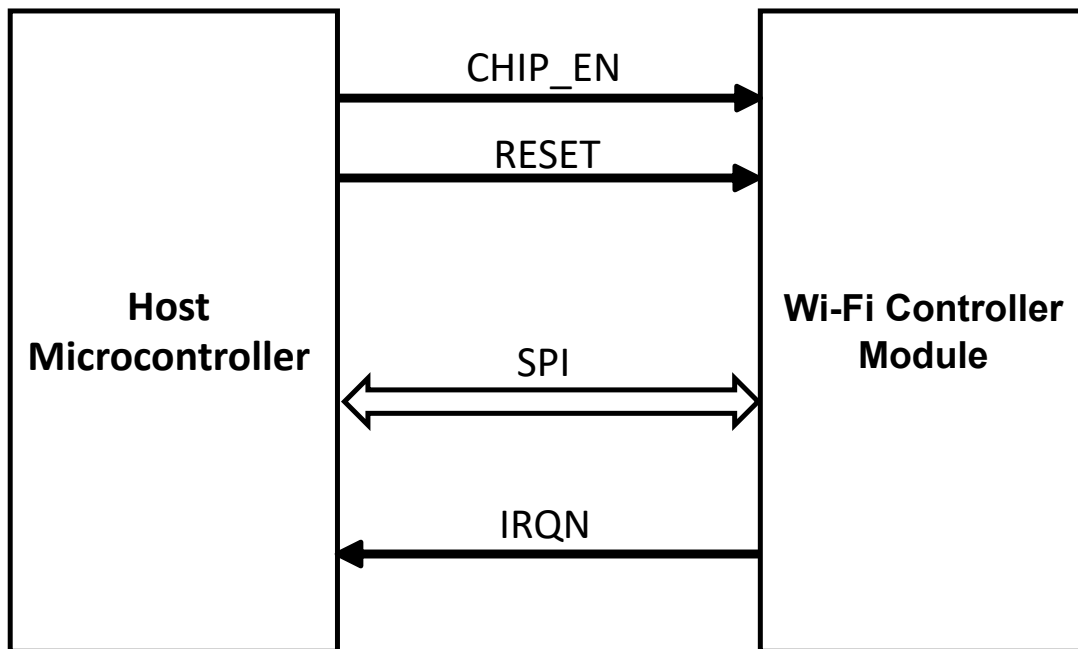 CHIP_EN
RESET
Host
Microcontroller
Wi-Fi Controller
Module
SPI
IRQN